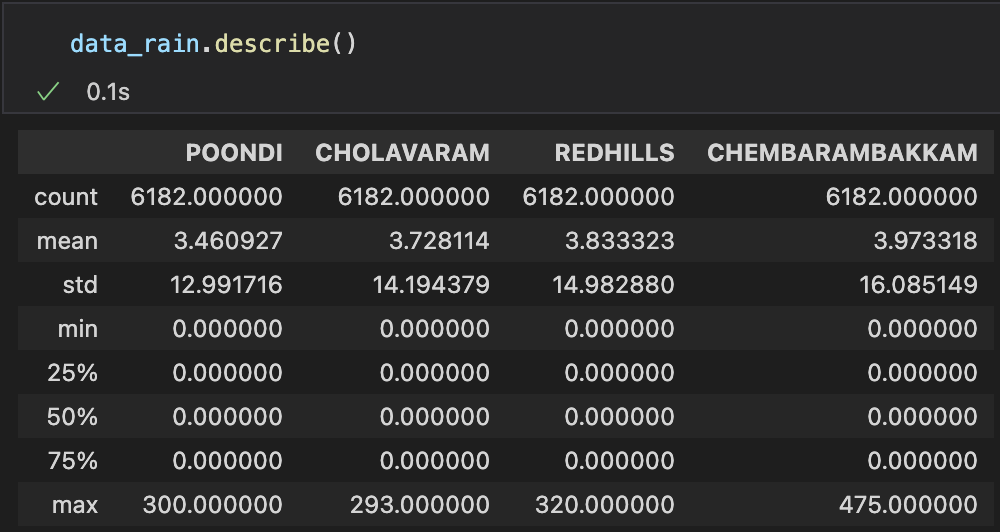 data_rain.describe()
✓ 0.1s
POONDI CHOLAVARAM REDHILLS CHEMBARAMBAKKAM
count 6182.000000 6182.000000 6182.000000 6182.000000
mean 3.460927 3.728114 3.833323 3.973318
std 12.991716 14.194379 14.982880 16.085149
min 0.000000 0.000000 0.000000 0.000000
25% 0.000000 0.000000 0.000000 0.000000
50% 0.000000 0.000000 0.000000 0.000000
75% 0.000000 0.000000 0.000000 0.000000
max 300.000000 293.000000 320.000000 475.000000